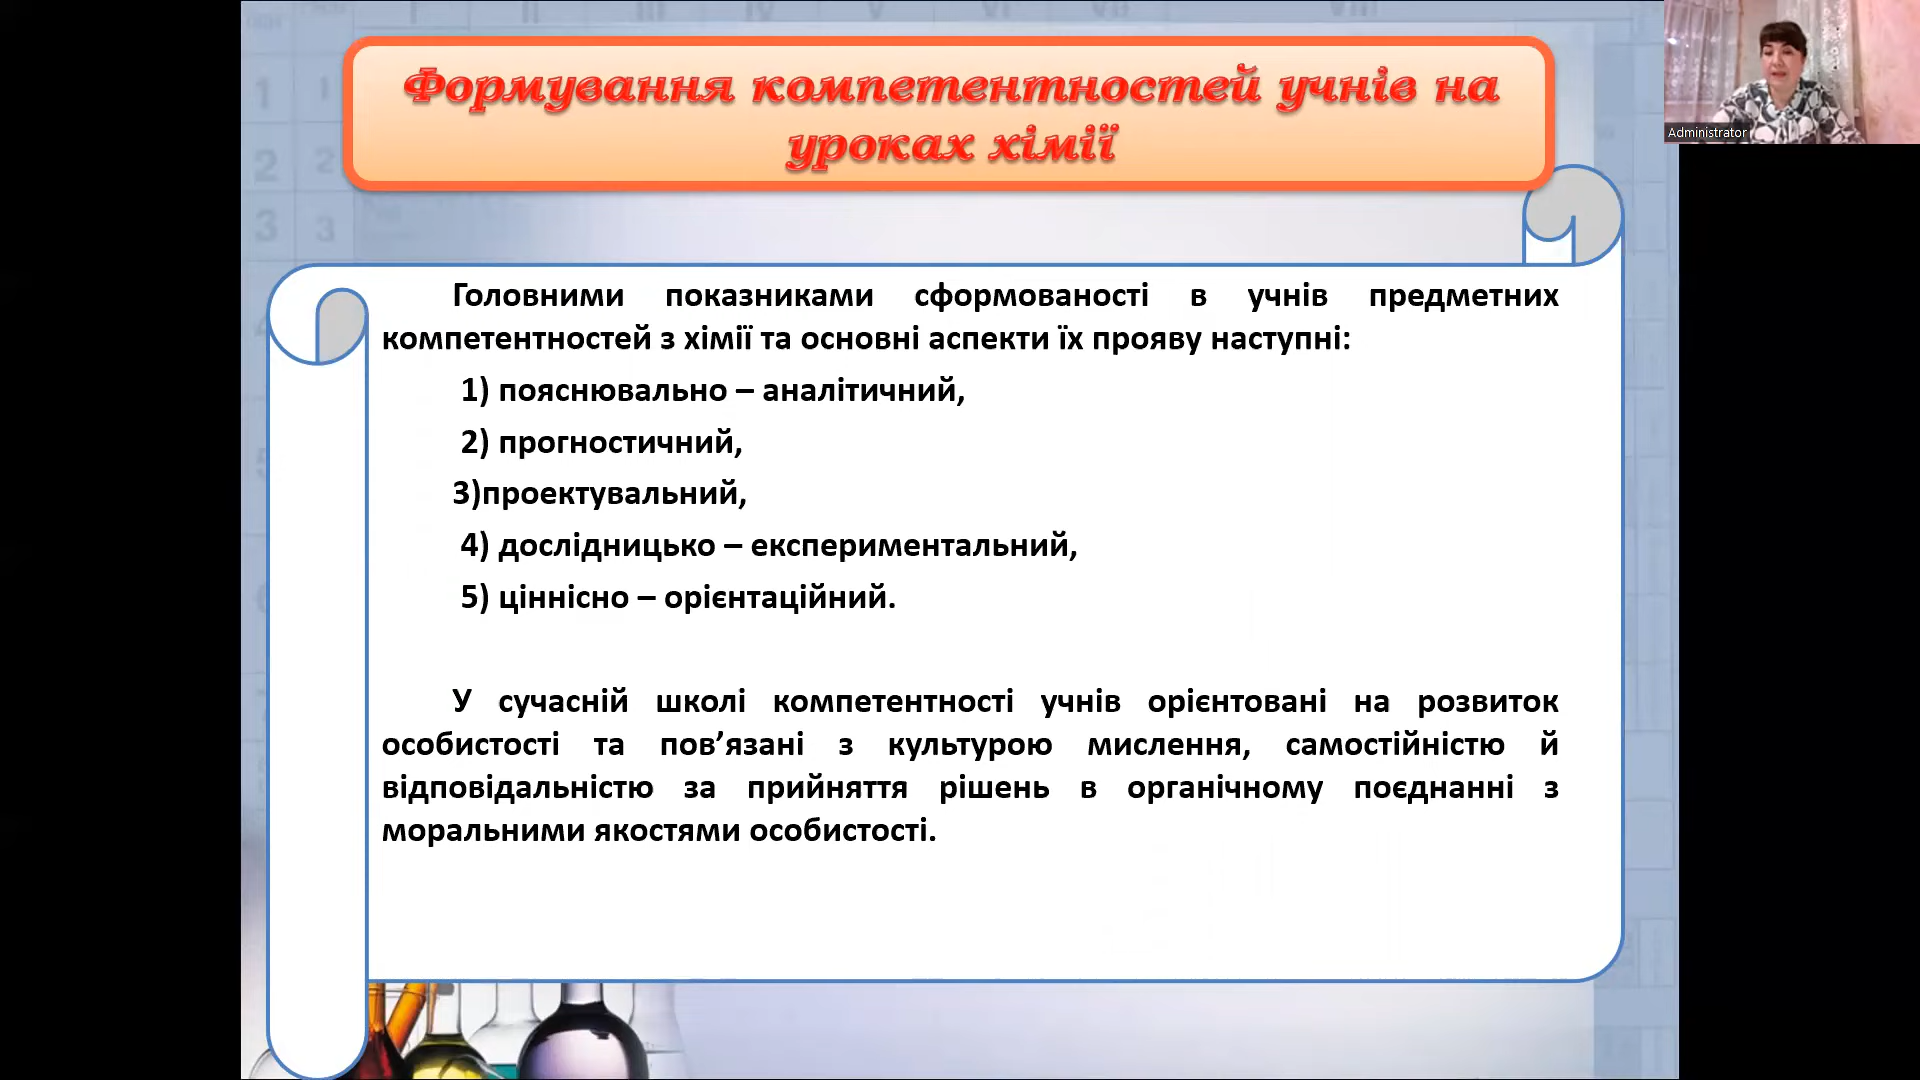 Формування компетентностей учнів на
уроках хімії
Administrator
Головними показниками сформованості в учнів предметних
компетентностей з хімії та основні аспекти їх прояву наступні:
1) пояснювально – аналітичний,
2) прогностичний,
3)проектувальний,
4) дослідницько – експериментальний,
5) ціннісно – орієнтаційний.
У сучасній школі компетентності учнів орієнтовані на розвиток
особистості та пов’язані з культурою мислення, самостійністю й
відповідальністю за прийняття рішень в органічному поєднанні з
моральними якостями особистості.